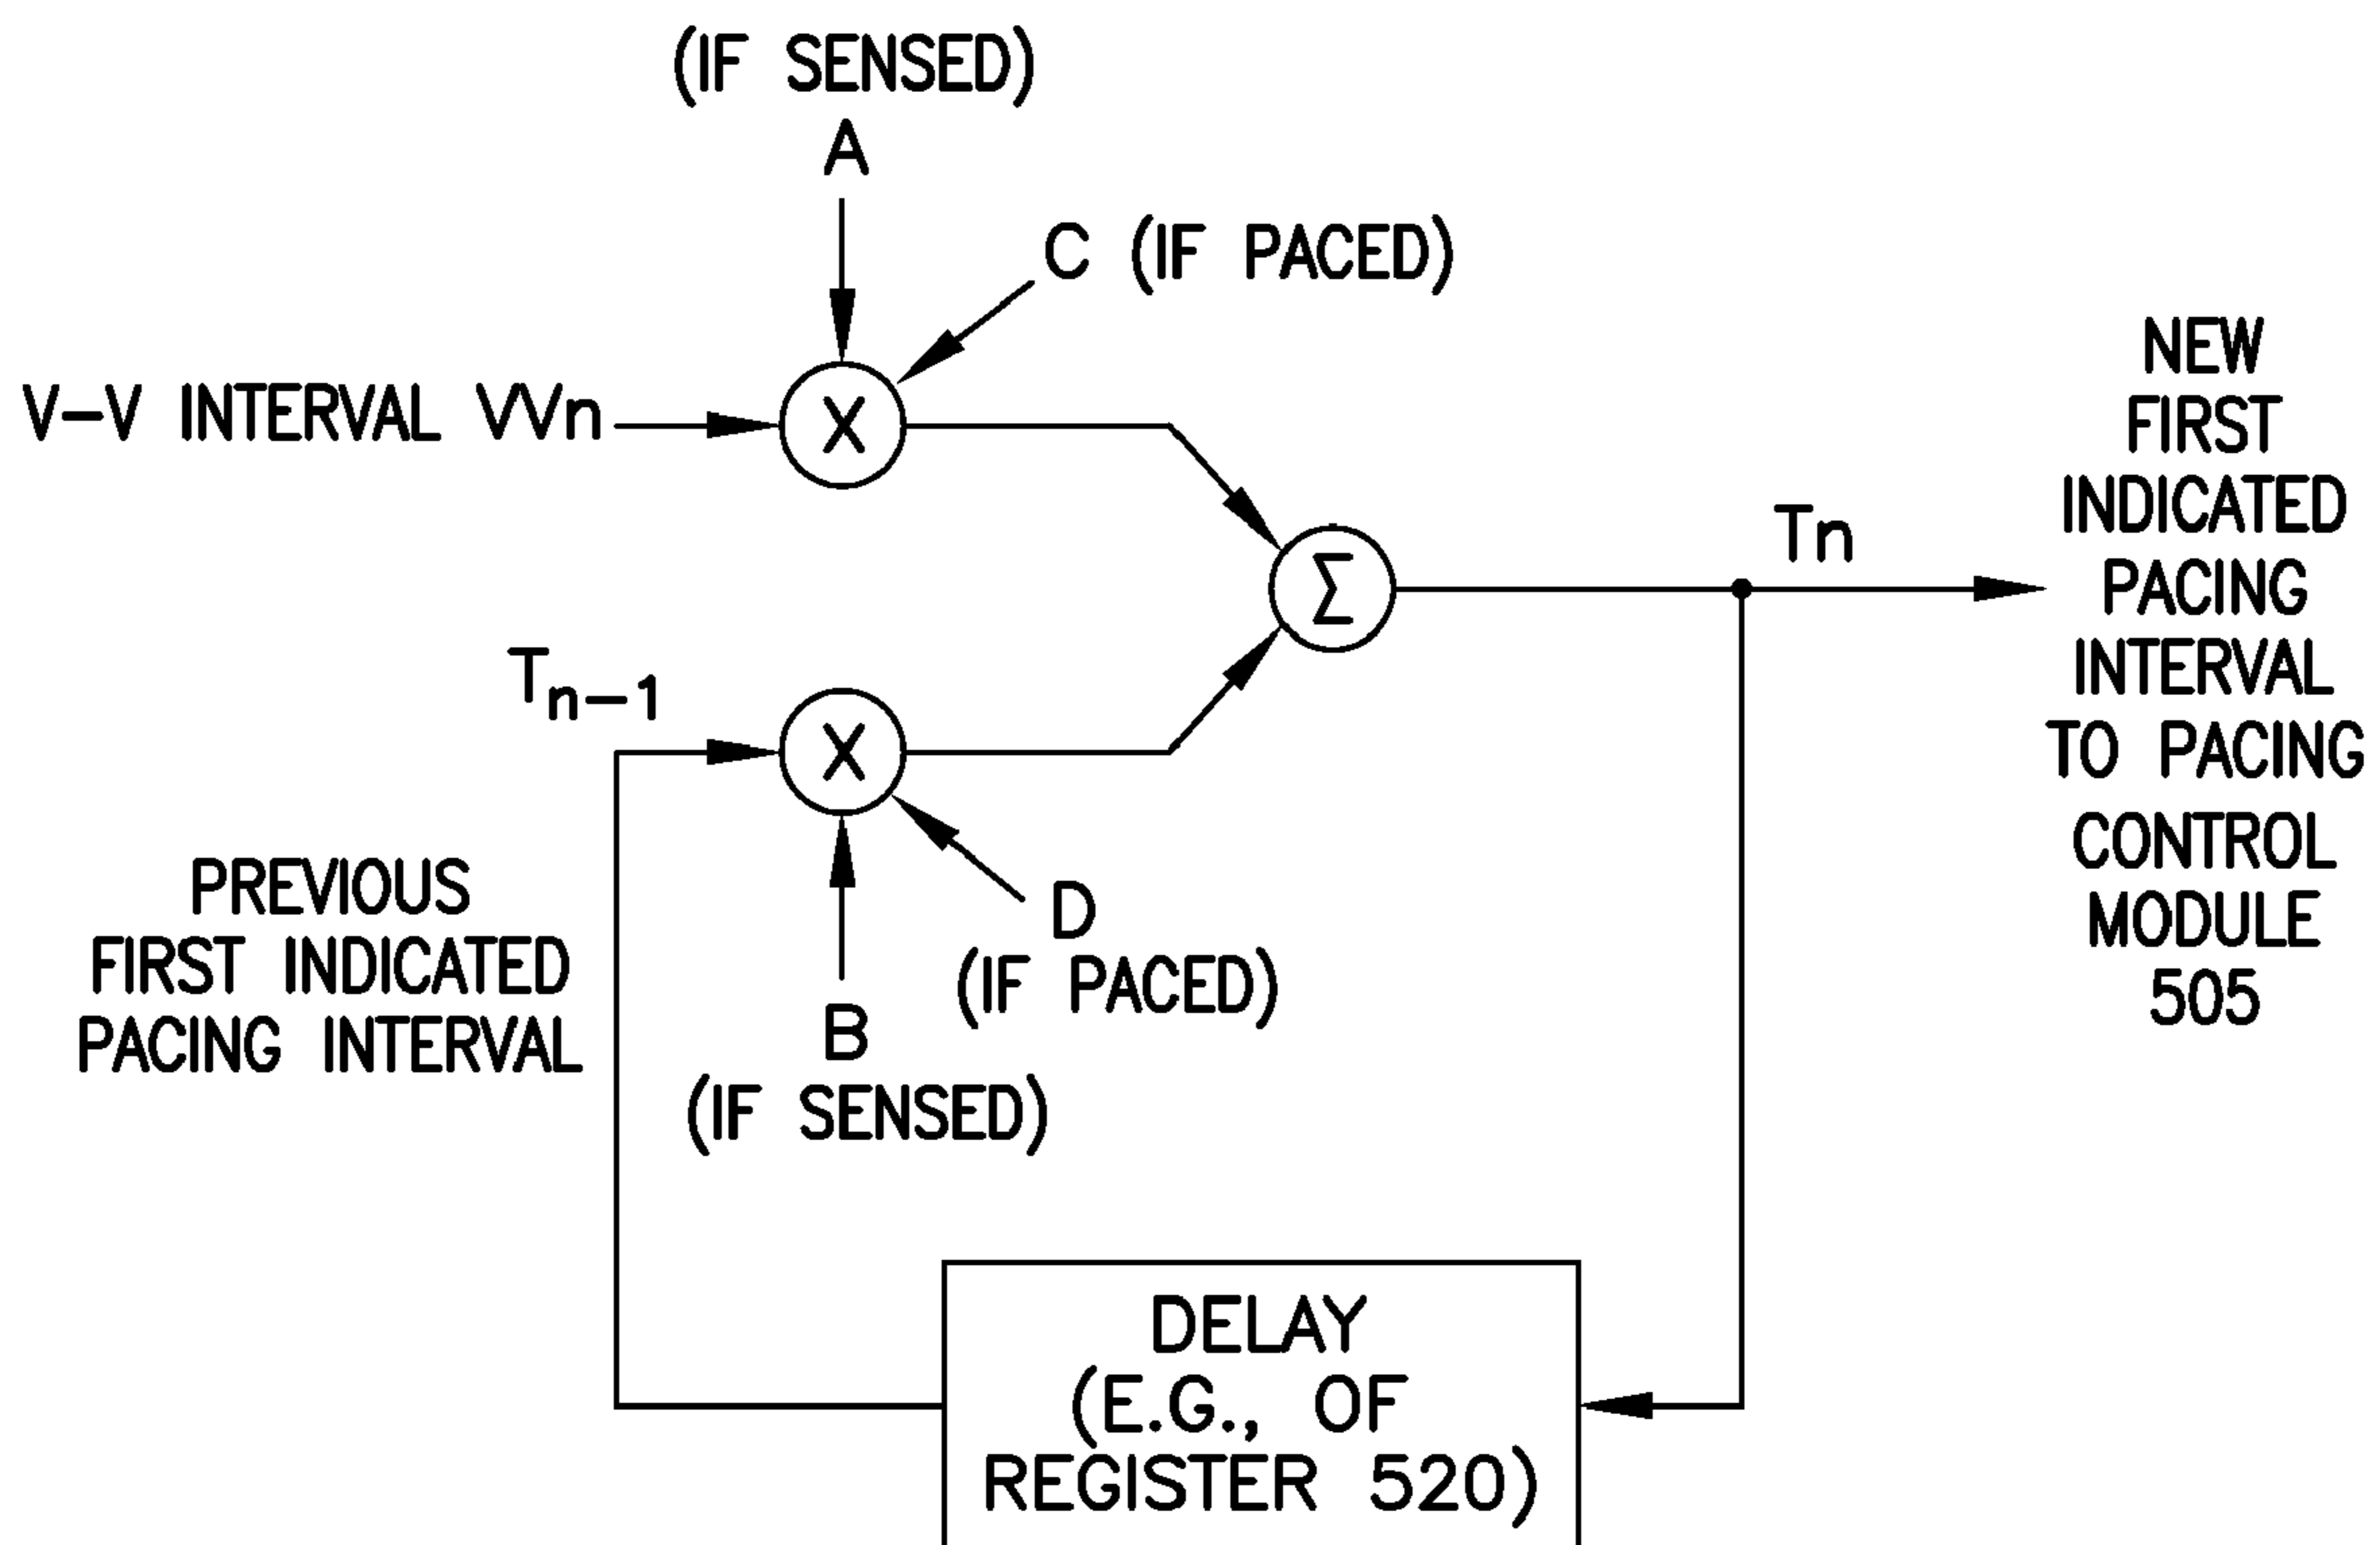 (IF SENSED)
A
C (IF PACED)
V-V INTERVAL VVn
X
NEW
FIRST
INDICATED
PACING
INTERVAL
TO PACING
CONTROL
MODULE
505
Σ
Tn
Tn-1
X
PREVIOUS
FIRST INDICATED
PACING INTERVAL
D
(IF PACED)
B
(IF SENSED)
DELAY
(E.G., OF
REGISTER 520)